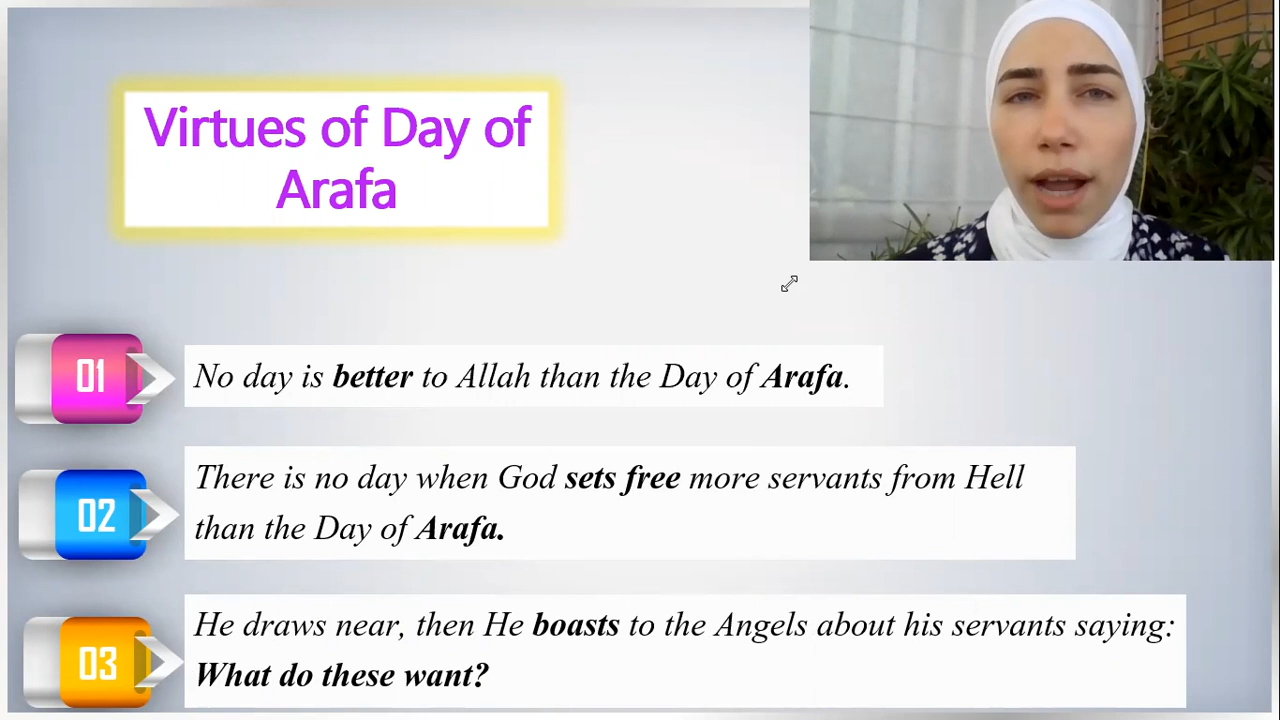 Virtues of Day of
Arafa
01
No day is better to Allah than the Day of Arafa.
02
There is no day when God sets free more servants from Hell
than the Day of Arafa.
03
He draws near, then He boasts to the Angels about his servants saying:
What do these want?